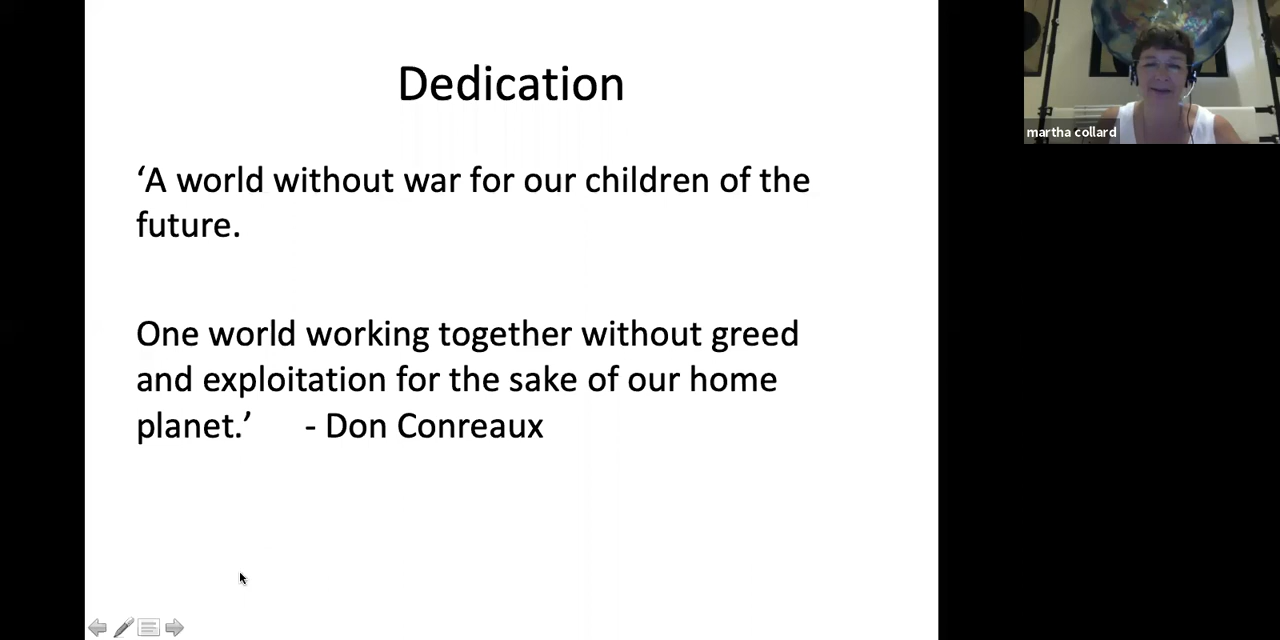 Dedication
‘A world without war for our children of the
future.
One world working together without greed
and exploitation for the sake of our home
planet.’ - Don Conreaux
martha collard